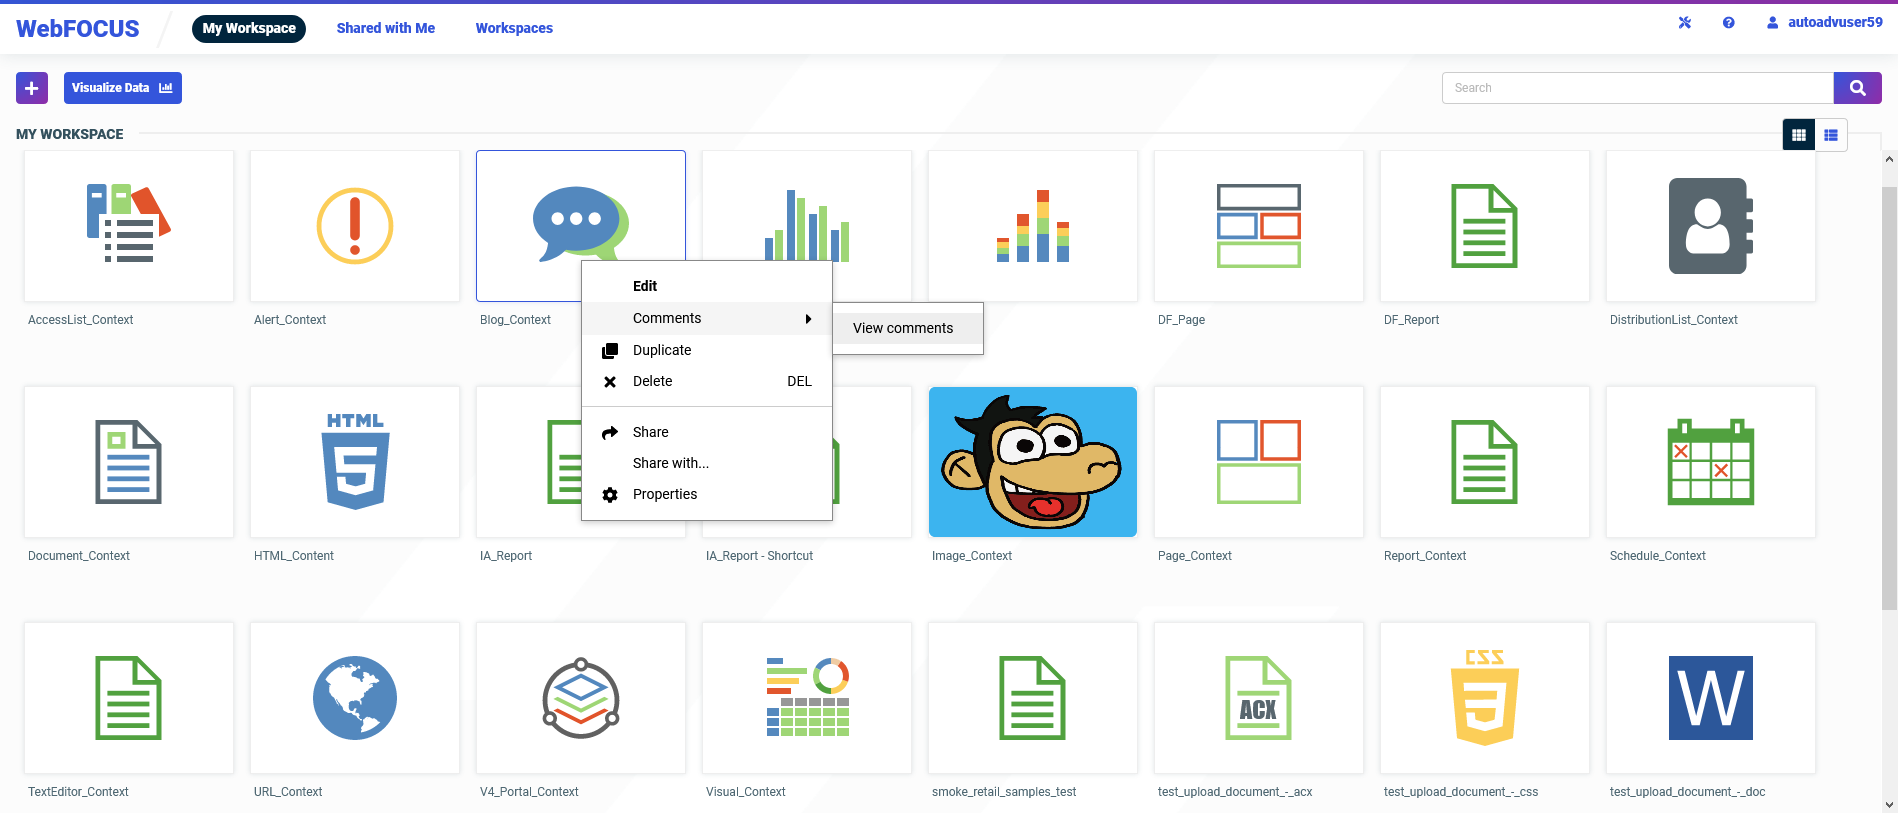 WebFOCUS
My Workspace
Shared with Me
Workspaces
autoadvuser59
Visualize Data
Search
MY WORKSPACE
AccessList_Context
Alert_Context
Blog_Context
DF_Page
DF_Report
DistributionList_Context
Edit
Comments
View comments
Duplicate
Delete DEL
Share
Share with...
Properties
HTML
Document_Context
HTML_Content
IA_Report
IA_Report - Shortcut
Image_Context
Page_Context
Report_Context
Schedule_Context
ACX
CSS
W
TextEditor_Context
URL_Context
V4_Portal_Context
Visual_Context
smoke_retail_samples_test
test_upload_document_-_acx
test_upload_document_-_css
test_upload_document_-_doc